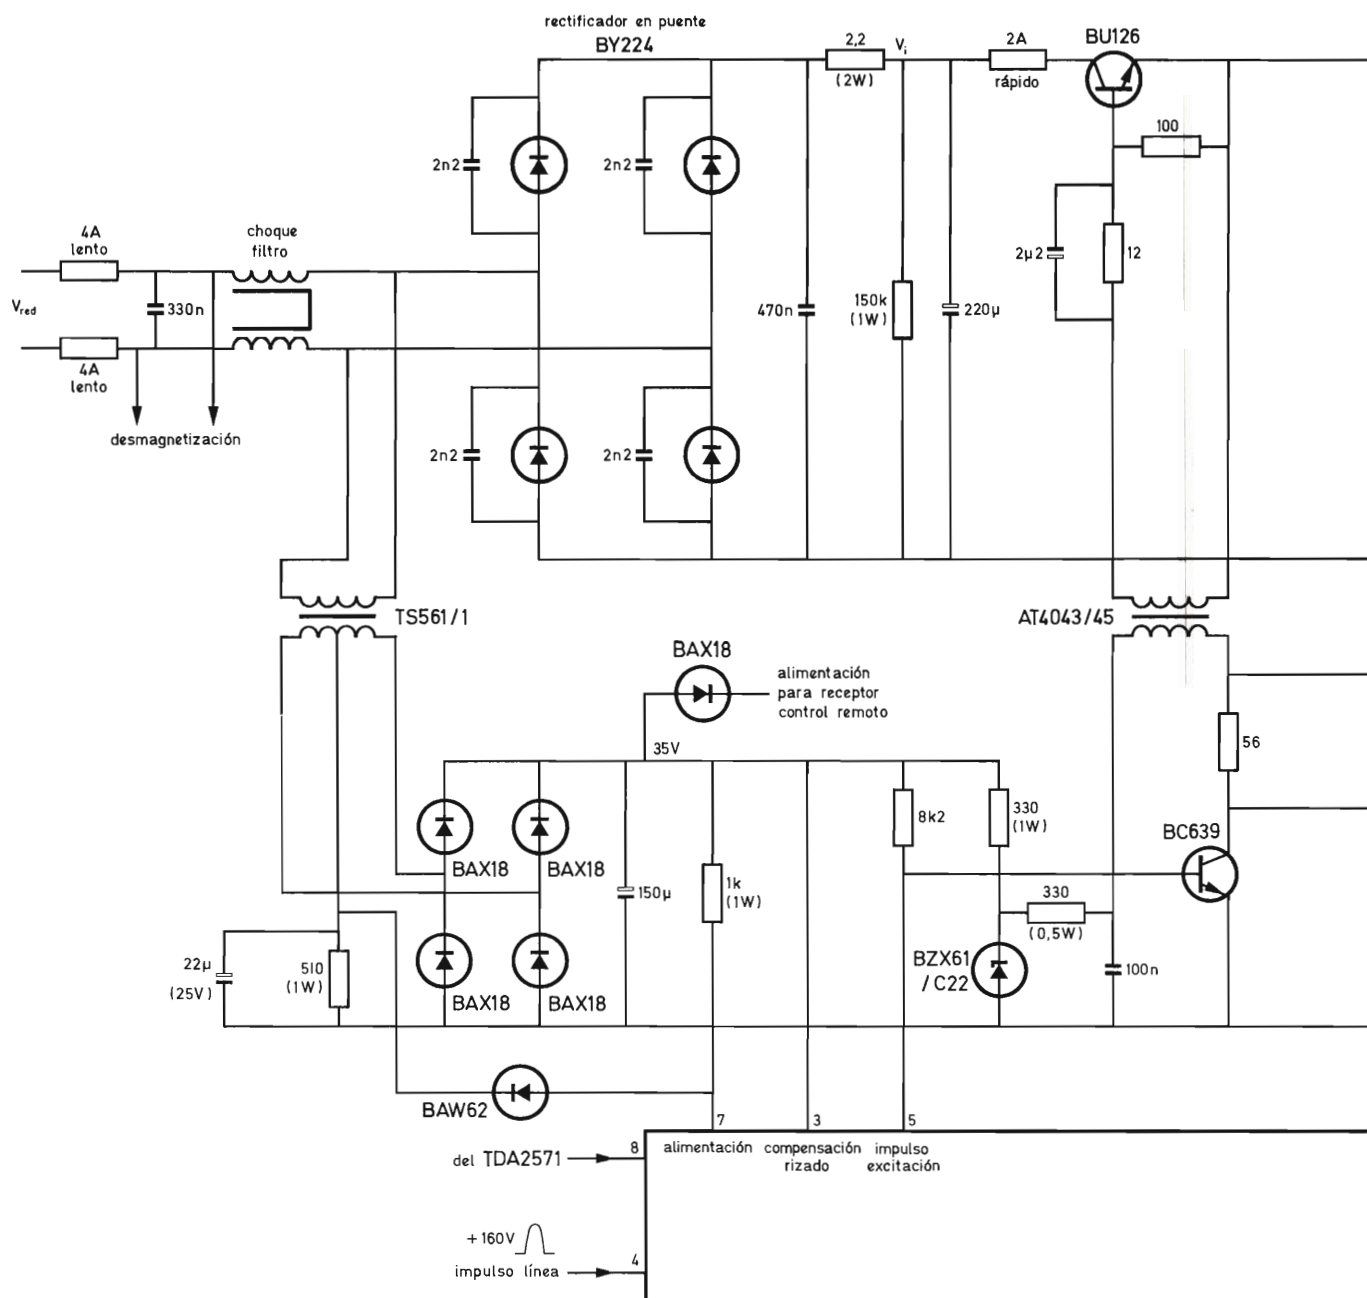 rectificador en puente
BY224
2,2
(2W)
Vi
2A
rápido
BU126
100
2n2
2n2
4A
lento
choque
filtro
2µ2
12
Vred
330n
470n
150k
(1W)
220µ
4A
lento
desmagnetización
2n2
2n2
TS561/1
AT4043/45
BAX18
alimentación
para receptor
control remoto
35V
56
8k2
330
(1W)
BC639
BAX18
BAX18
150µ
1k
(1W)
330
(0,5W)
22µ
(25V)
510
(1W)
BZX61
/C22
100n
BAX18
BAX18
BAW62
7
3
5
del TDA2571
8
alimentación
compensación
rizado
impulso
excitación
+160V
impulso línea
4